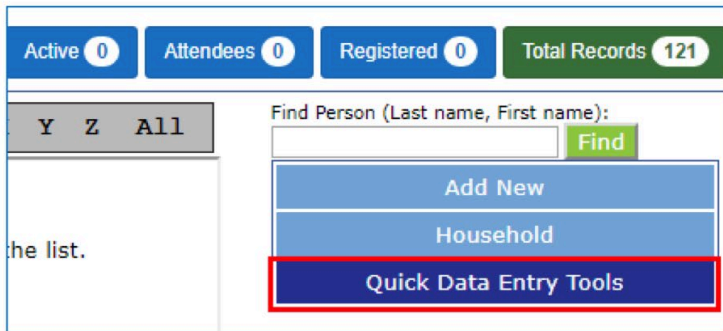 Active 0 Attendees 0 Registered 0 Total Records 121
Y Z All
Find Person (Last name, First name):
Find
Add New
Household
the list.
Quick Data Entry Tools